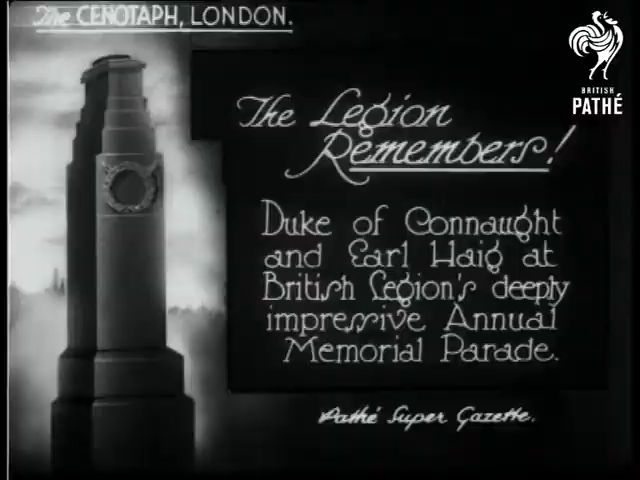 The CENOTAPH, LONDON.
BRITISH
PATHÉ
The Legion
Remembers!
Duke of Connaught
and Earl Haig at
British Legion's deeply
impressive Annual
Memorial Parade.
Pathé Super Gazette.